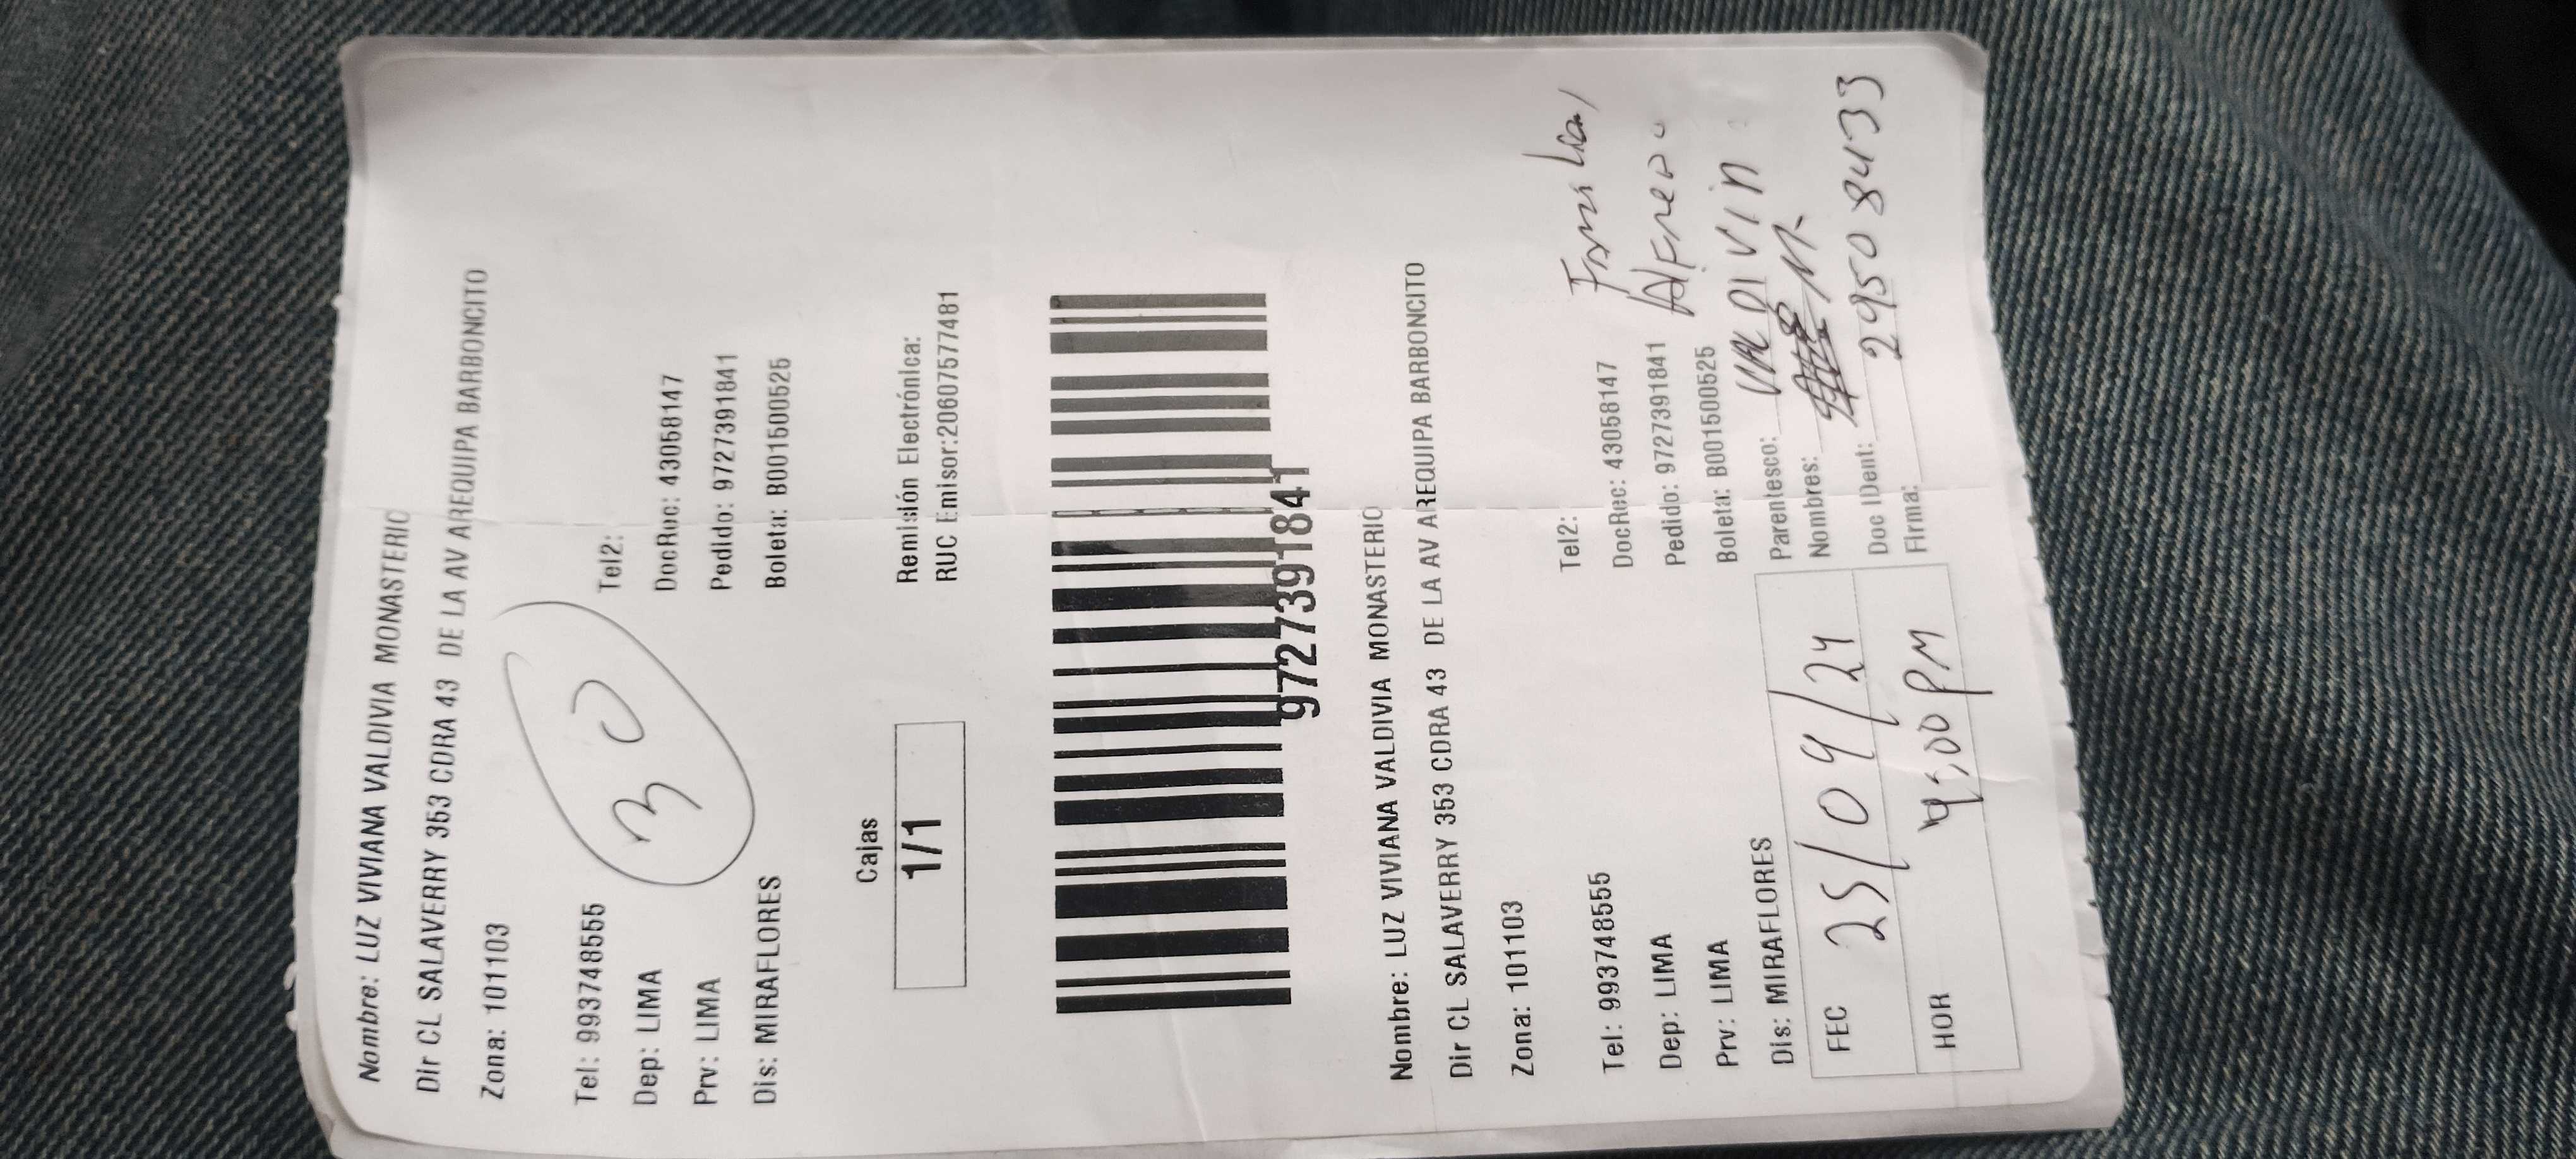 Nombre: LUZ VIVIANA VALDIVIA MONASTERIO
Dir CL SALAVERRY 353 CDRA 43 DE LA AV AREQUIPA BARBONCITO
Zona: 101103
Tel: 993748555 Tel2:
Dep: LIMA DocRec: 43058147
Prv: LIMA Pedido: 9727391841
Dis: MIRAFLORES Boleta: B001500525
30
Cajas
1/1
Remisión Electrónica:
RUC Emisor:20607577481
9727391841
Nombre: LUZ VIVIANA VALDIVIA MONASTERIO
Dir CL SALAVERRY 353 CDRA 43 DE LA AV AREQUIPA BARBONCITO
Zona: 101103
Tel: 993748555 Tel2:
Familiar
Dep: LIMA DocRec: 43058147
Prv: LIMA Pedido: 9727391841
Dis: MIRAFLORES Boleta: B001500525
FEC 25/09/24 Parentesco:
Nombres:
HOR 4:00 PM Doc IDent: 29508433
Firma: